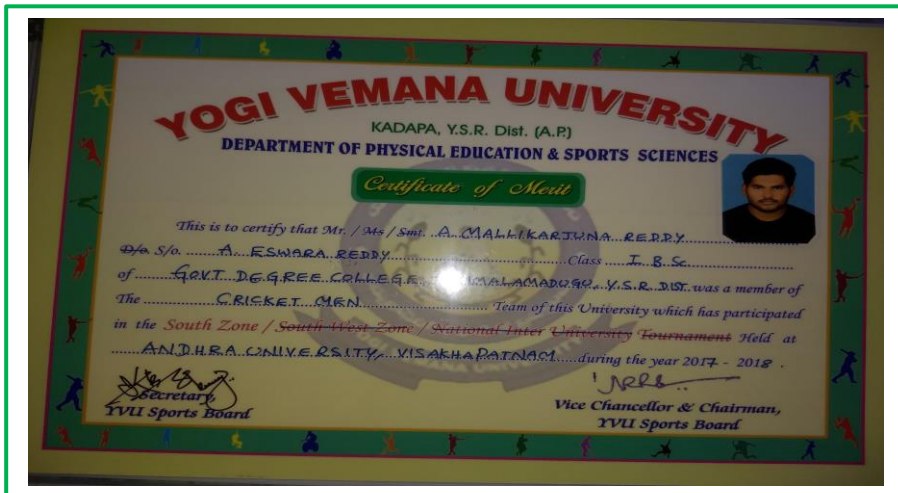 YOGI VEMANA UNIVERSITY
KADAPA, Y.S.R. Dist. (A.P.)
DEPARTMENT OF PHYSICAL EDUCATION & SPORTS SCIENCES
Certificate of Merit
This is to certify that Mr. / Ms / Smt. A. MALLIKARJUNA REDDY
D/o. S/o. A. ESWARA REDDY Class I B.Sc
of GOVT. DEGREE COLLEGE Y.S.R. DIST. was a member of
The CRICKET MEN Team of this University which has participated
in the South Zone / South West Zone / National Inter University Tournament Held at
ANDHRA UNIVERSITY, VISAKHAPATNAM during the year 2017 - 2018 .
Secretary,
YVU Sports Board
Vice Chancellor & Chairman,
YVU Sports Board